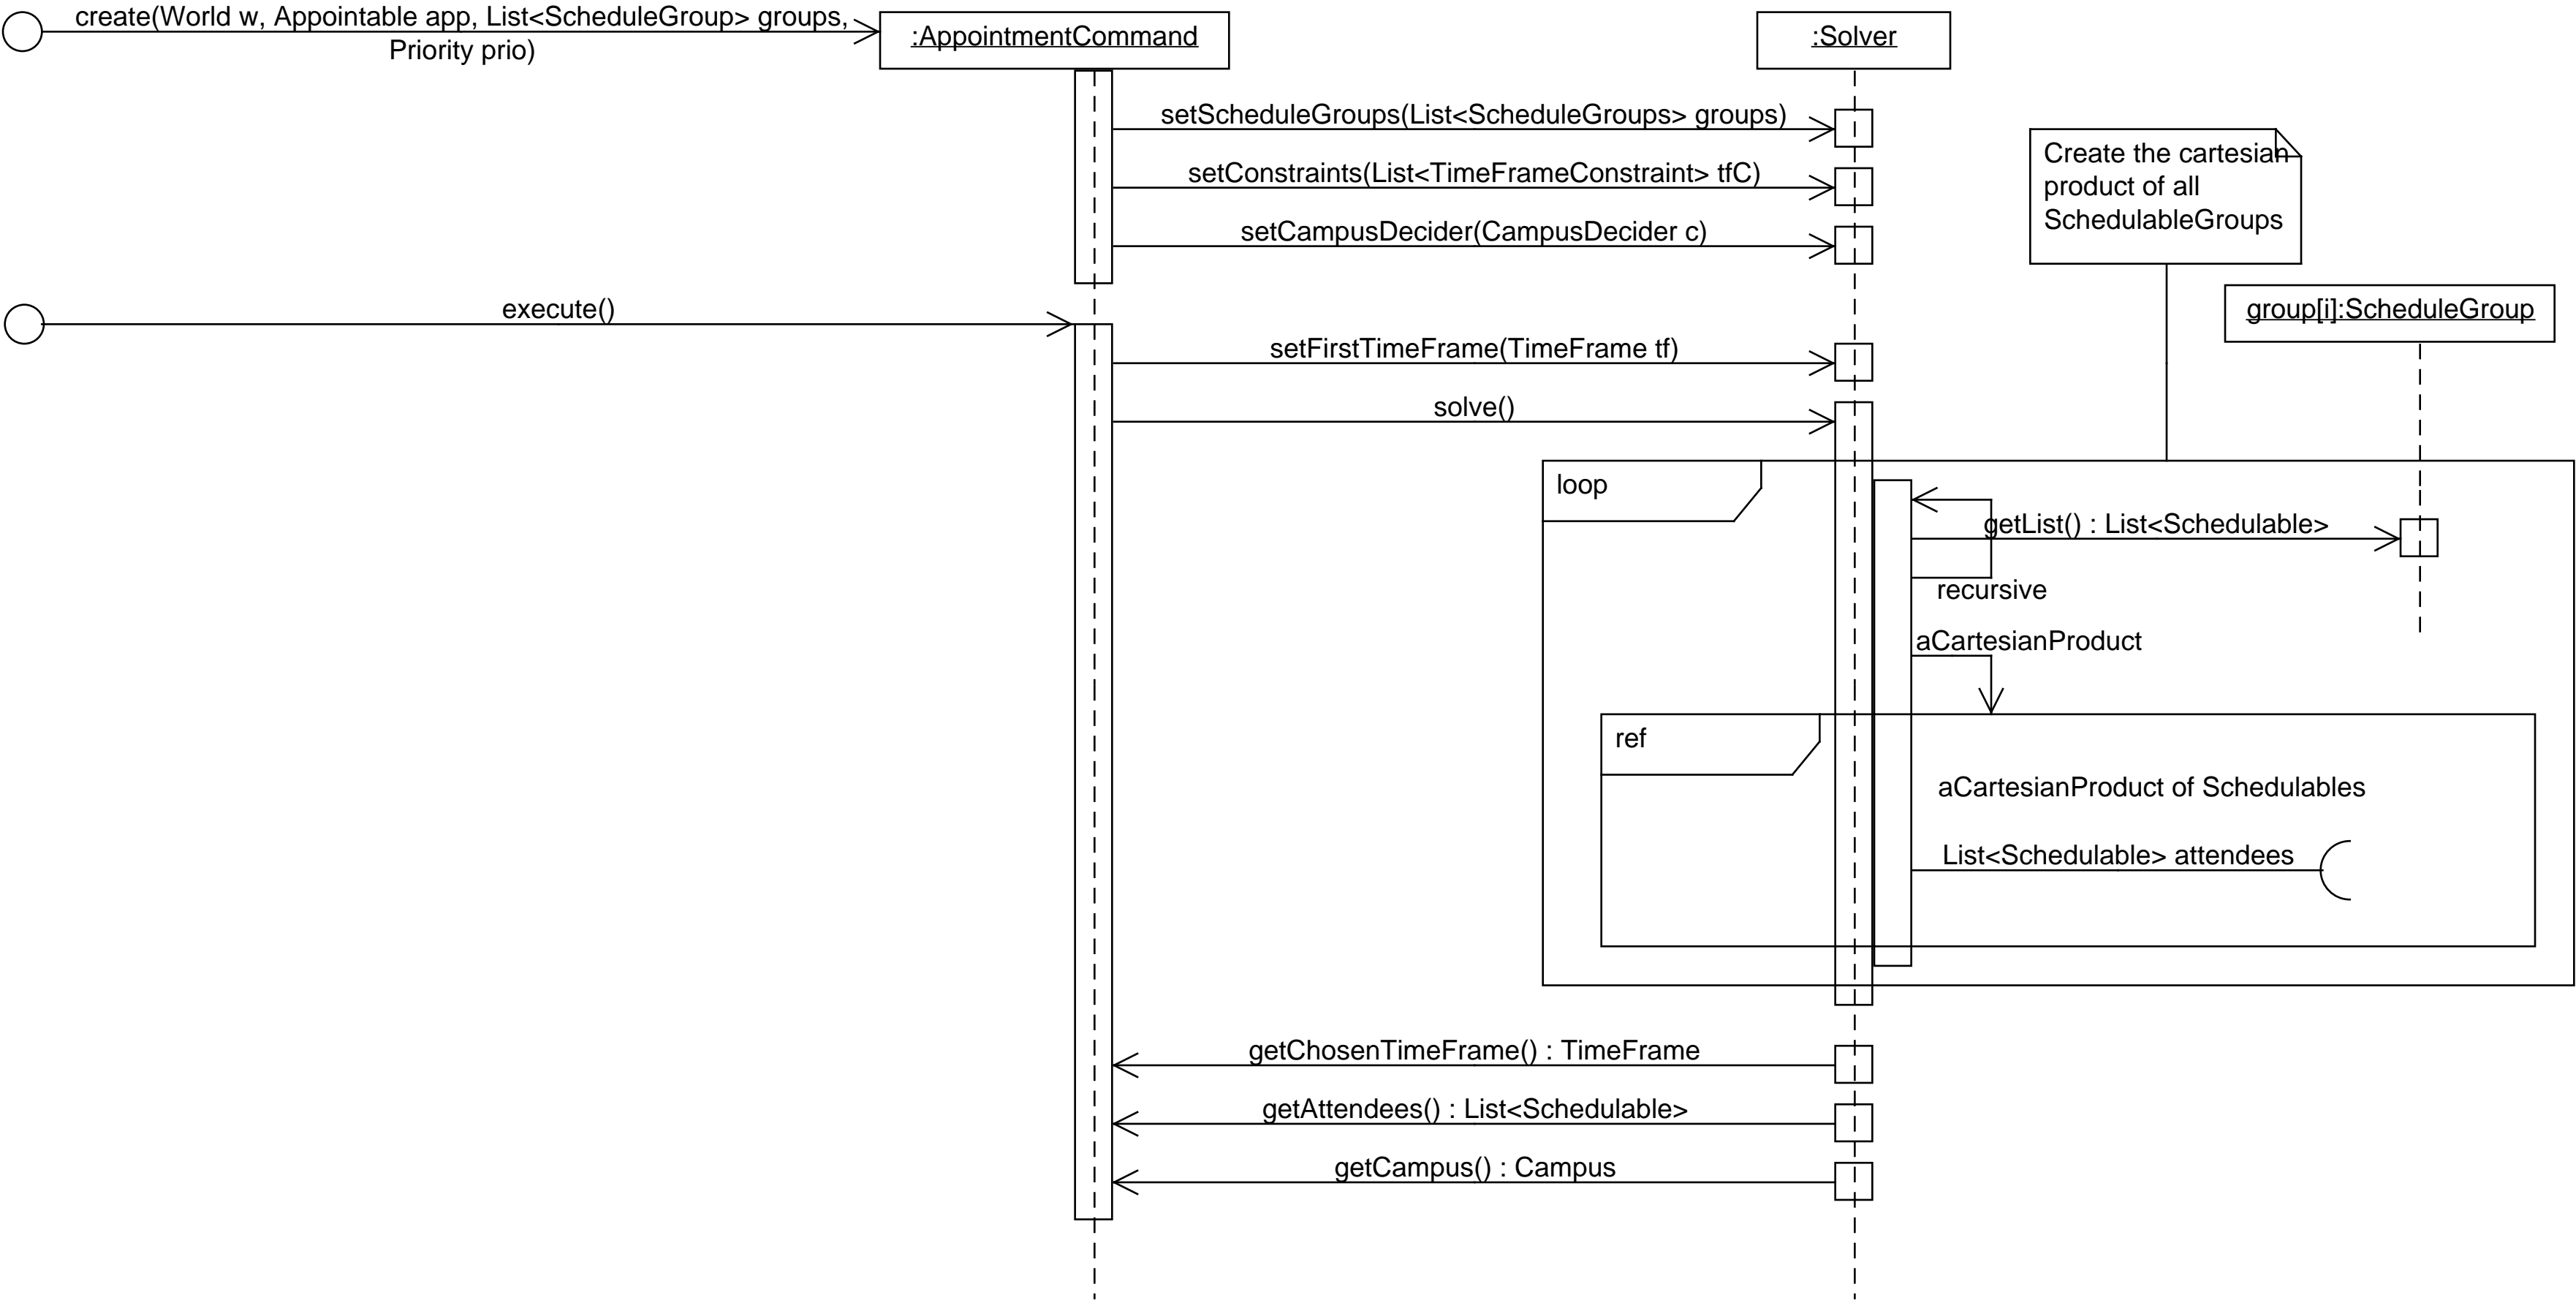 create(World w, Appointable app, List<ScheduleGroup> groups,
Priority prio)
:AppointmentCommand
:Solver
setScheduleGroups(List<ScheduleGroups> groups)
Create the cartesian
product of all
SchedulableGroups
setConstraints(List<TimeFrameConstraint> tfC)
setCampusDecider(CampusDecider c)
execute()
group[i]:ScheduleGroup
setFirstTimeFrame(TimeFrame tf)
solve()
loop
getList() : List<Schedulable>
recursive
aCartesianProduct
ref
aCartesianProduct of Schedulables
List<Schedulable> attendees
getChosenTimeFrame() : TimeFrame
getAttendees() : List<Schedulable>
getCampus() : Campus